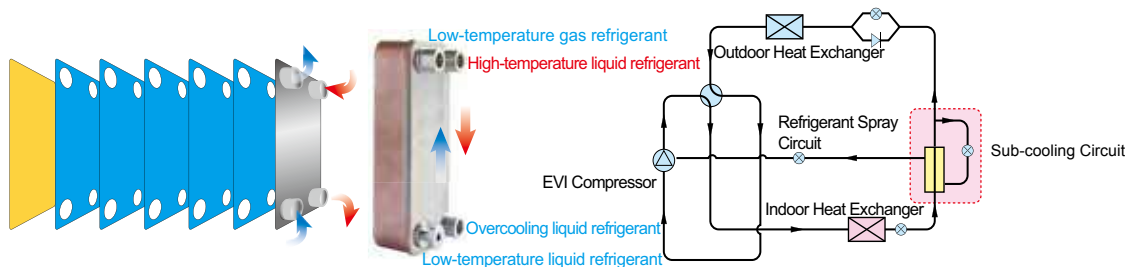 Low-temperature gas refrigerant
High-temperature liquid refrigerant
Overcooling liquid refrigerant
Low-temperature liquid refrigerant
Outdoor Heat Exchanger
Refrigerant Spray
Circuit
Sub-cooling Circuit
EVI Compressor
Indoor Heat Exchanger